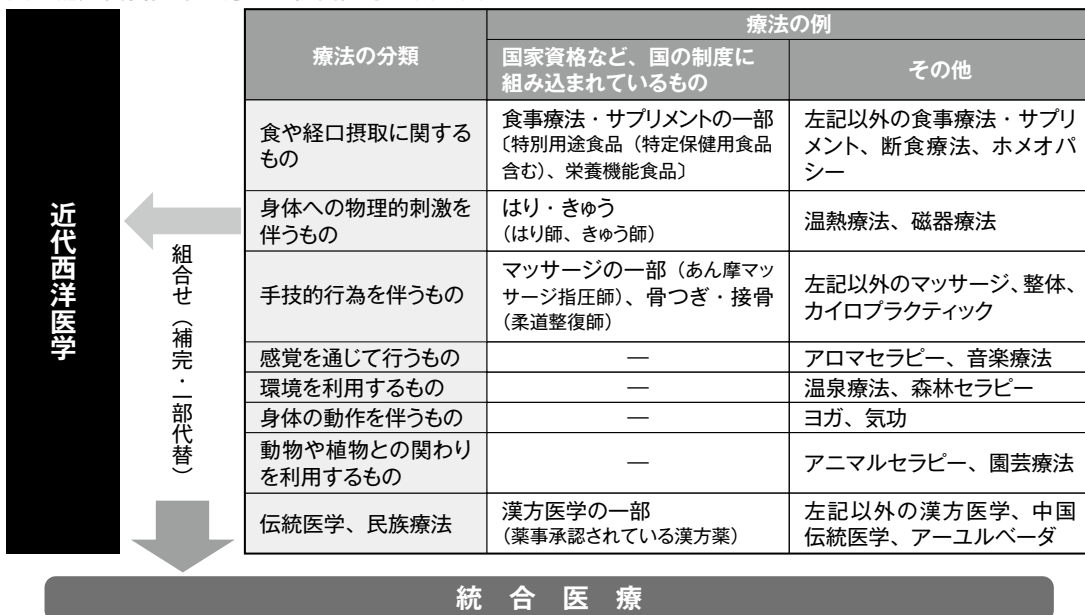 療法の分類
療法の例
国家資格など、国の制度に
組み込まれているもの
その他
食や経口摂取に関する
もの
食事療法・サプリメントの一部
〔特別用途食品（特定保健用食品
含む）、栄養機能食品〕
左記以外の食事療法・サプリ
メント、断食療法、ホメオパ
シー
身体への物理的刺激を
伴うもの
はり・きゅう
（はり師、きゅう師）
温熱療法、磁器療法
手技的行為を伴うもの
マッサージの一部（あん摩マッ
サージ指圧師）、骨つぎ・接骨
（柔道整復師）
左記以外のマッサージ、整体、
カイロプラクティック
感覚を通じて行うもの
―
アロマセラピー、音楽療法
環境を利用するもの
―
温泉療法、森林セラピー
身体の動作を伴うもの
―
ヨガ、気功
動物や植物との関わり
を利用するもの
―
アニマルセラピー、園芸療法
伝統医学、民族療法
漢方医学の一部
（薬事承認されている漢方薬）
左記以外の漢方医学、中国
伝統医学、アーユルベーダ
近代西洋医学
組合せ（補完・一部代替）
統合医療